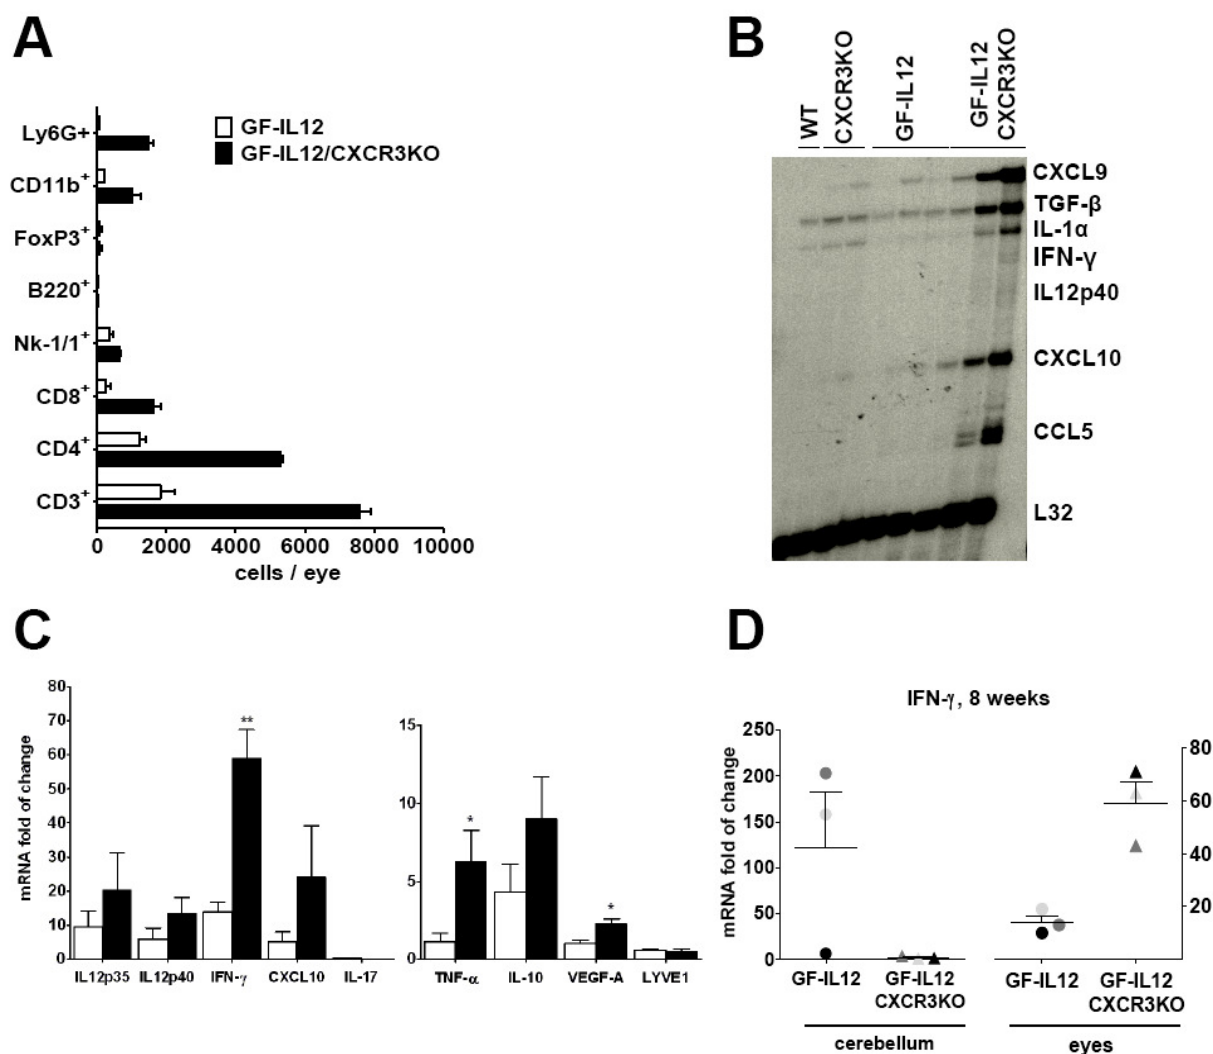 A
Ly6G+
CD11b+
FoxP3+
B220+
Nk-1/1+
CD8+
CD4+
CD3+
GF-IL12
GF-IL12/CXCR3KO
0 2000 4000 6000 8000 10000
cells / eye
B
WT
CXCR3KO
GF-IL12
GF-IL12
CXCR3KO
CXCL9
TGF-β
IL-1α
IFN-γ
IL12p40
CXCL10
CCL5
L32
C
mRNA fold of change
80
70
60
50
40
30
20
10
0
**
IL12p35 IL12p40 IFN-γ CXCL10 IL-17
15
10
5
0
*
*
TNF-α IL-10 VEGF-A LYVE1
D
IFN-γ, 8 weeks
mRNA fold of change
250
200
150
100
50
0
80
60
40
20
GF-IL12
GF-IL12
CXCR3KO
cerebellum
GF-IL12
GF-IL12
CXCR3KO
eyes